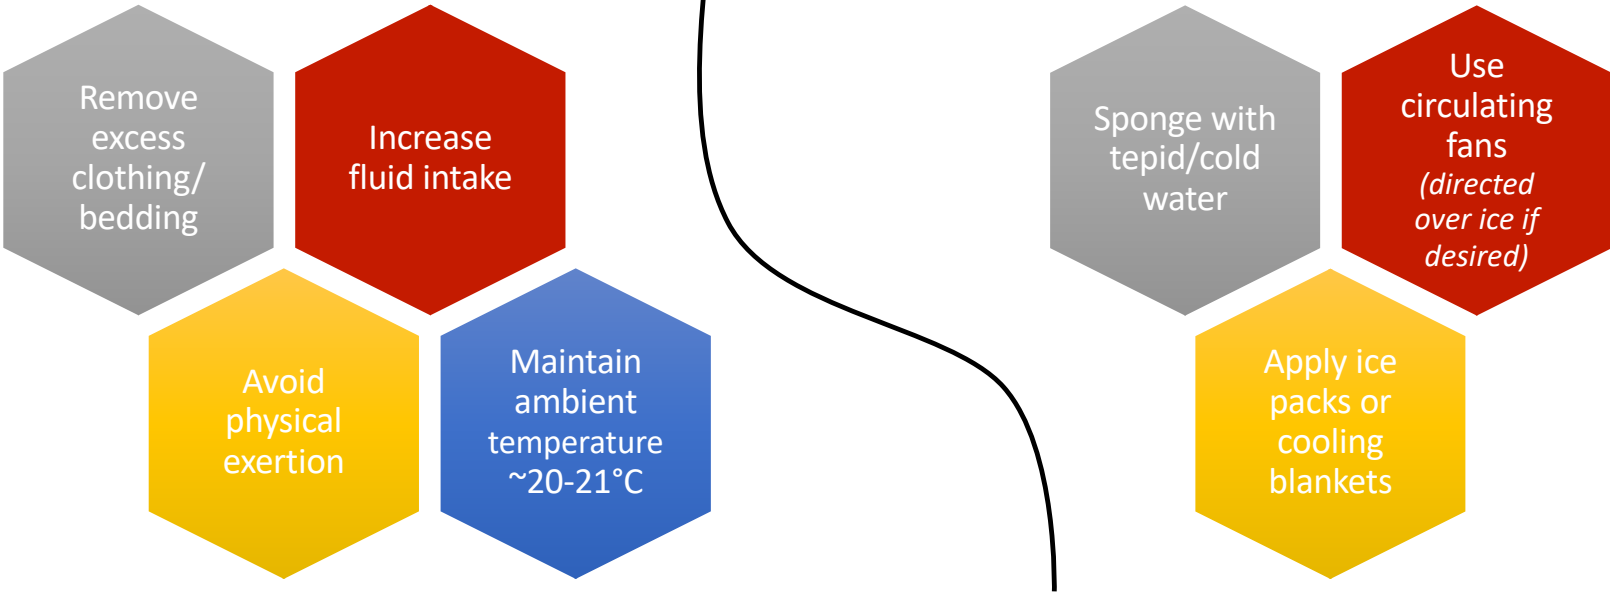 Remove
excess
clothing/
bedding
Increase
fluid intake
Avoid
physical
exertion
Maintain
ambient
temperature
~20-21°C
Sponge with
tepid/cold
water
Use
circulating
fans
(directed
over ice if
desired)
Apply ice
packs or
cooling
blankets